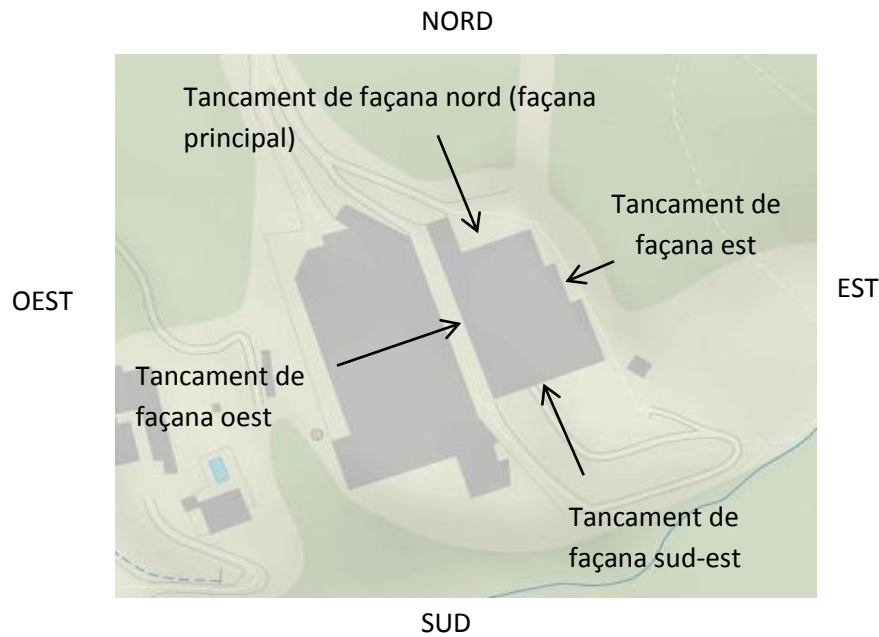 NORD
Tancament de façana nord (façana
principal)
Tancament de
façana est
OEST
EST
Tancament de
façana oest
Tancament de
façana sud-est
SUD